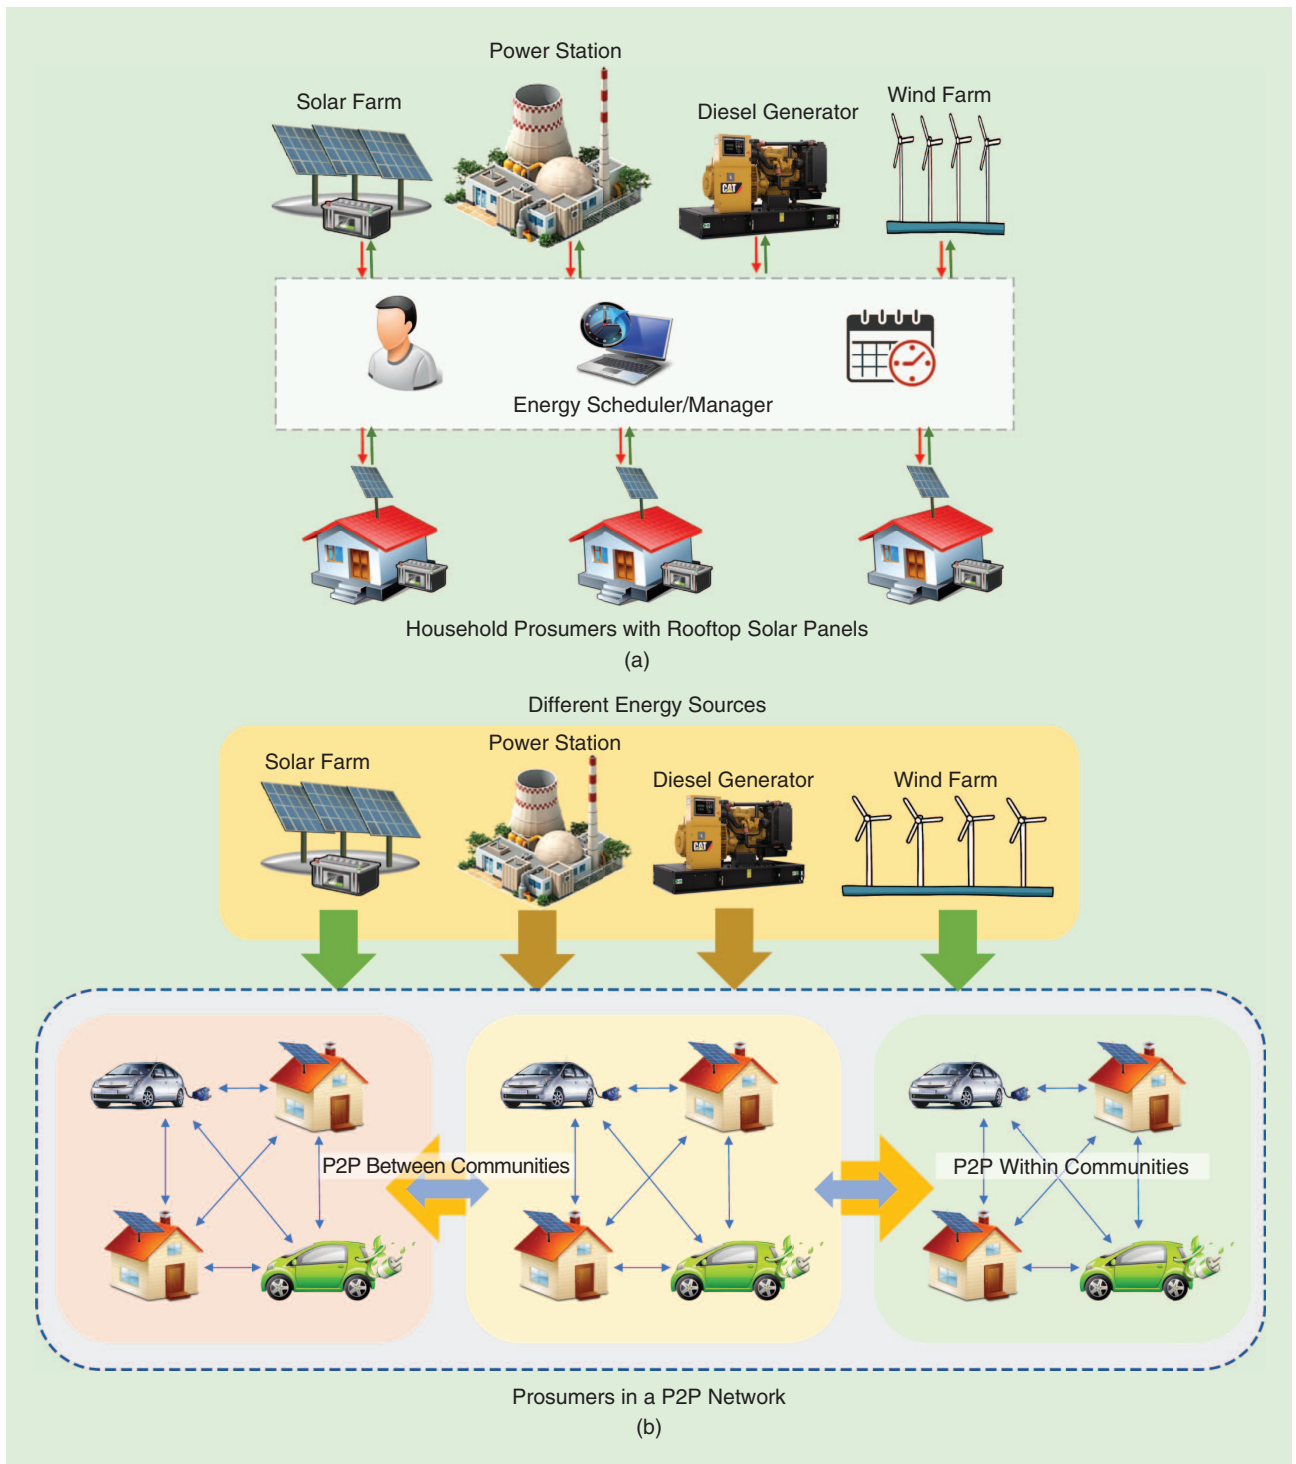 Power Station
Solar Farm
Wind Farm
Diesel Generator
CAT
Energy Scheduler/Manager
Household Prosumers with Rooftop Solar Panels
(a)
Different Energy Sources
Power Station
Solar Farm
Diesel Generator
Wind Farm
CAT
P2P Between Communities
P2P Within Communities
Prosumers in a P2P Network
(b)